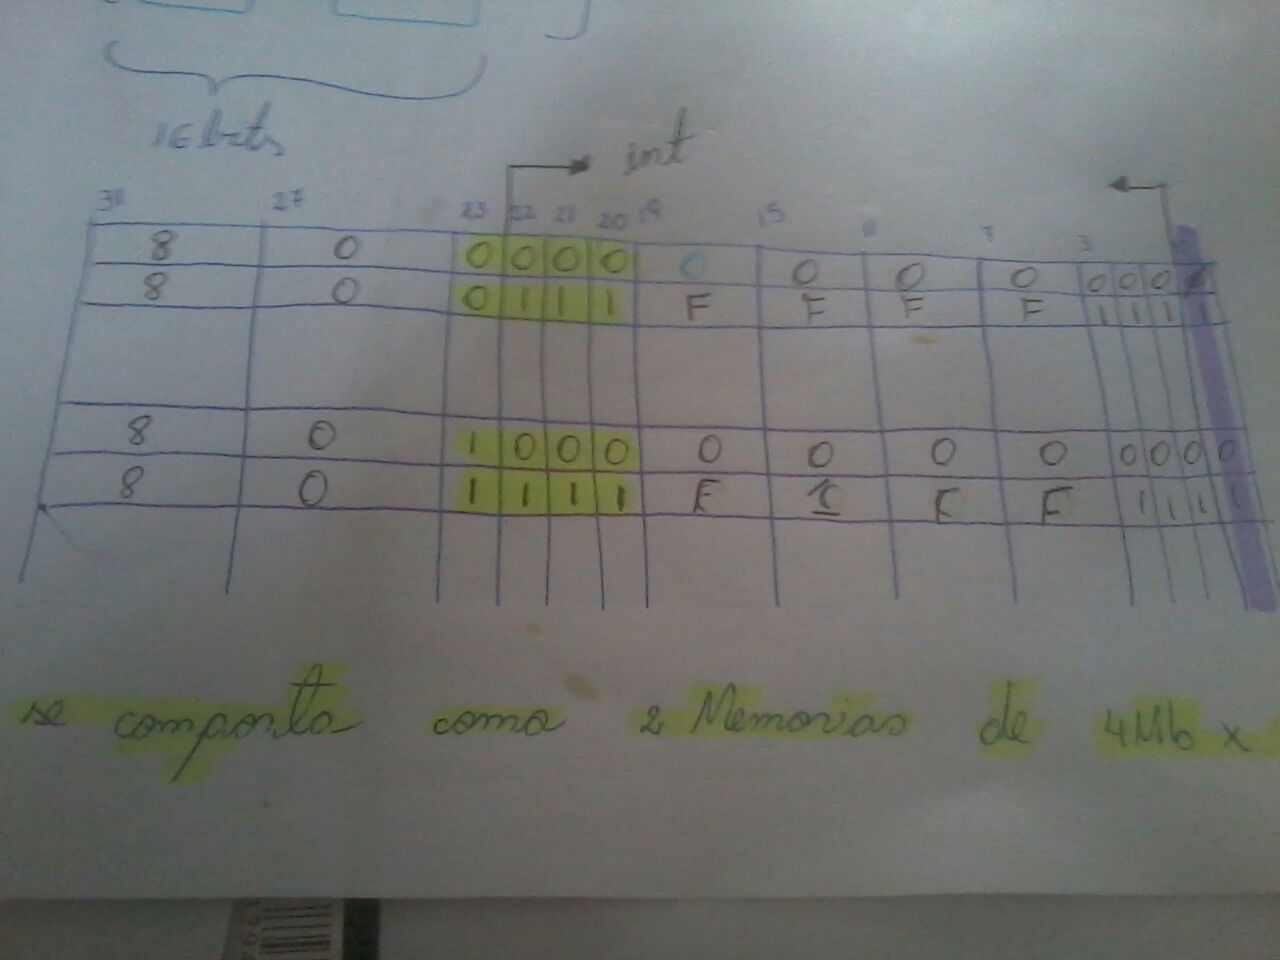 16 bits
int
31 27 23 22 21 20 19 15 11 7 3
8 0 0 0 0 0 0 0 0 0 0 0 0
8 0 0 1 1 1 F F F F 1 1 1 1
8 0 1 0 0 0 0 0 0 0 0 0 0 0
8 0 1 1 1 1 F F F F 1 1 1 1
se comporta como 2 Memorias de 4Mb x